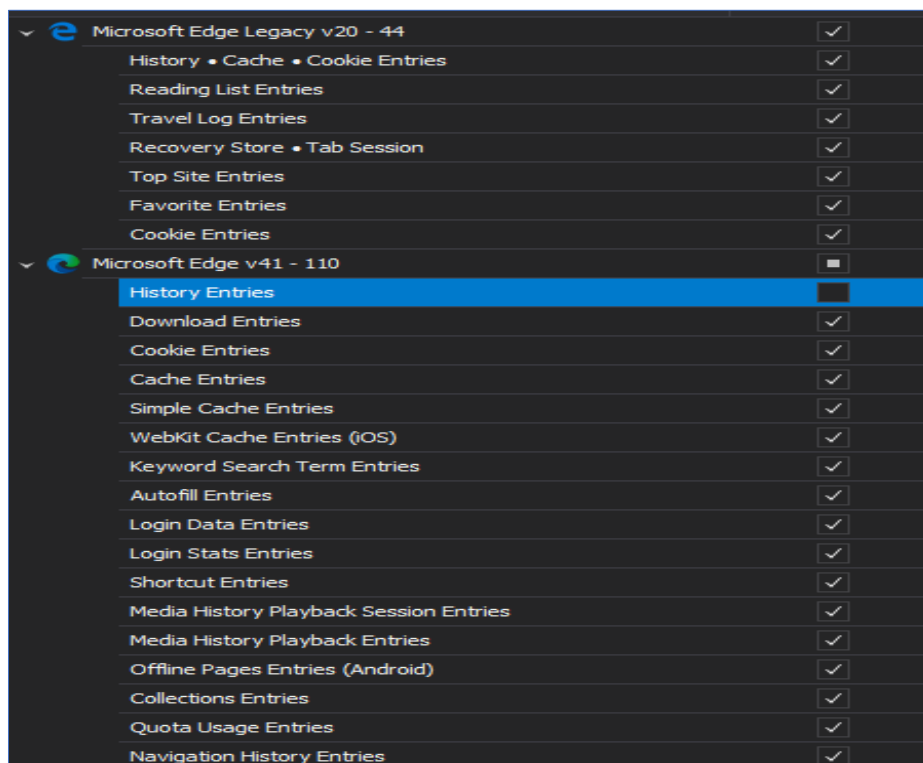 Microsoft Edge Legacy v20 - 44
History • Cache • Cookie Entries
Reading List Entries
Travel Log Entries
Recovery Store • Tab Session
Top Site Entries
Favorite Entries
Cookie Entries
Microsoft Edge v41 - 110
History Entries
Download Entries
Cookie Entries
Cache Entries
Simple Cache Entries
WebKit Cache Entries (iOS)
Keyword Search Term Entries
Autofill Entries
Login Data Entries
Login Stats Entries
Shortcut Entries
Media History Playback Session Entries
Media History Playback Entries
Offline Pages Entries (Android)
Collections Entries
Quota Usage Entries
Navigation History Entries